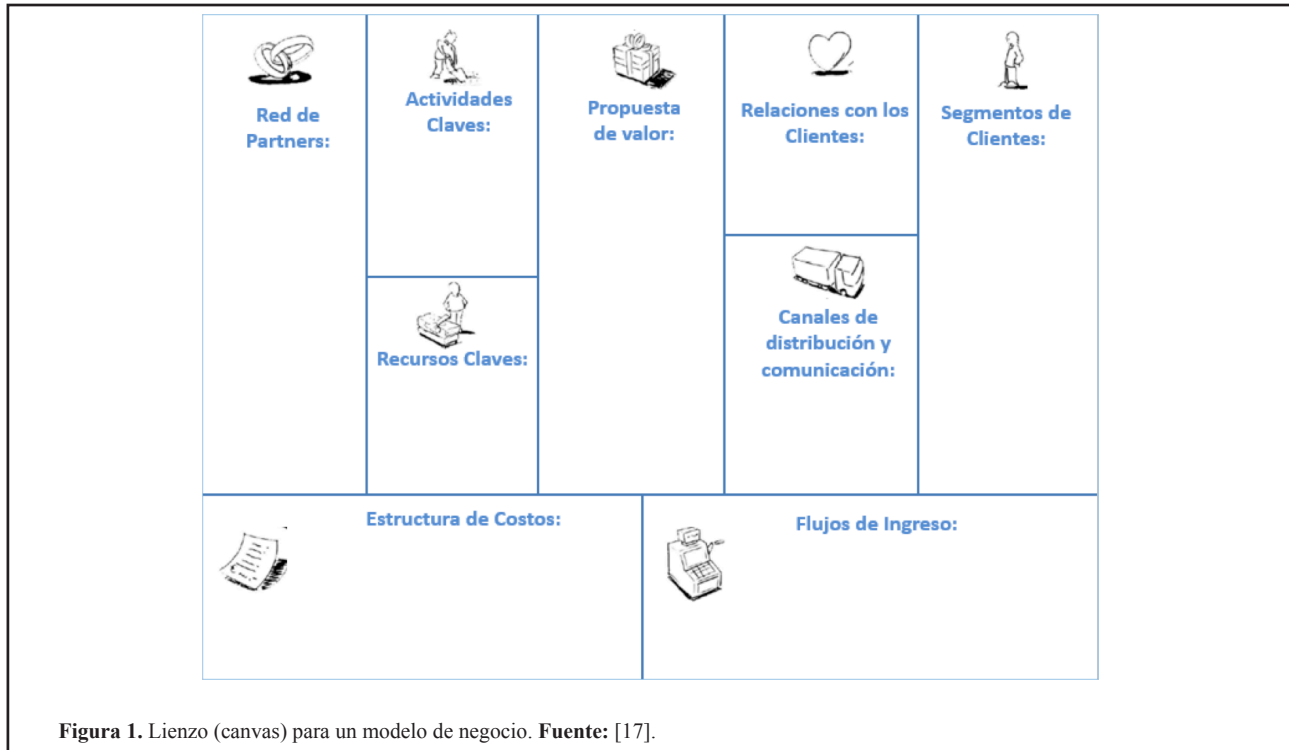 Red de
Partners:
Actividades
Claves:
Recursos Claves:
Propuesta
de valor:
Relaciones con los
Clientes:
Canales de
distribución y
comunicación:
Segmentos de
Clientes:
Estructura de Costos:
Flujos de Ingreso:
Figura 1. Lienzo (canvas) para un modelo de negocio. Fuente: [17].